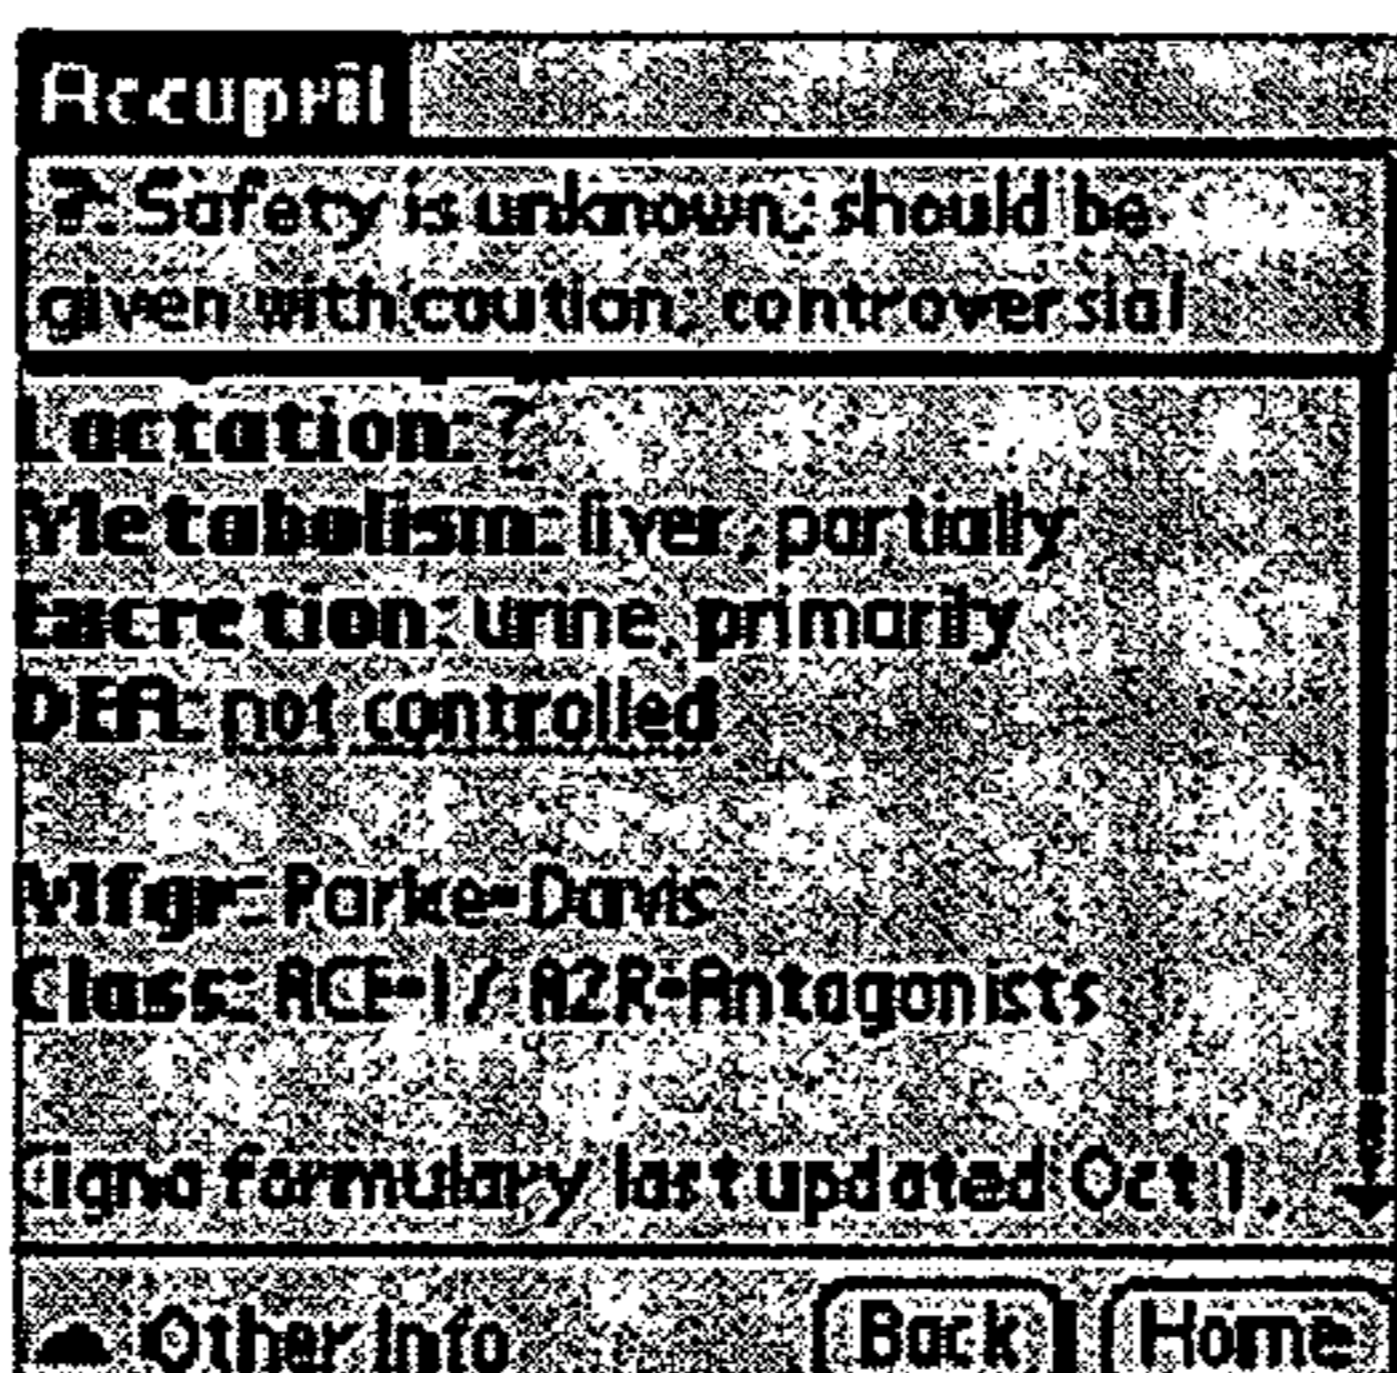 Accupril
?: Safety is unknown; should be
given with caution, controversial
Lactation: ?
Metabolism: liver, partially
Excretion: urine, primarily
DEA: not controlled
Mfgr: Parke-Davis
Class: ACE-I / A2R-Antagonists
Cigna formulary last updated Oct 1,
Other Info
Back
Home